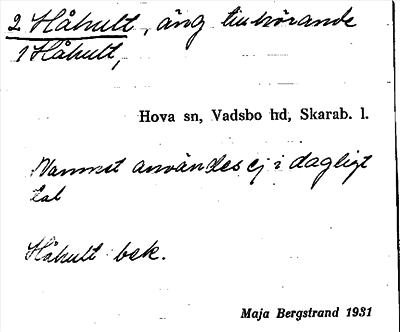 2 Håhult, äng tillhörande
1 Håhult,
Hova sn, Vadsbo hd, Skarab. l.
Namnet användes ej i dagligt
tal
Håhult bsk.
Maja Bergstrand 1931